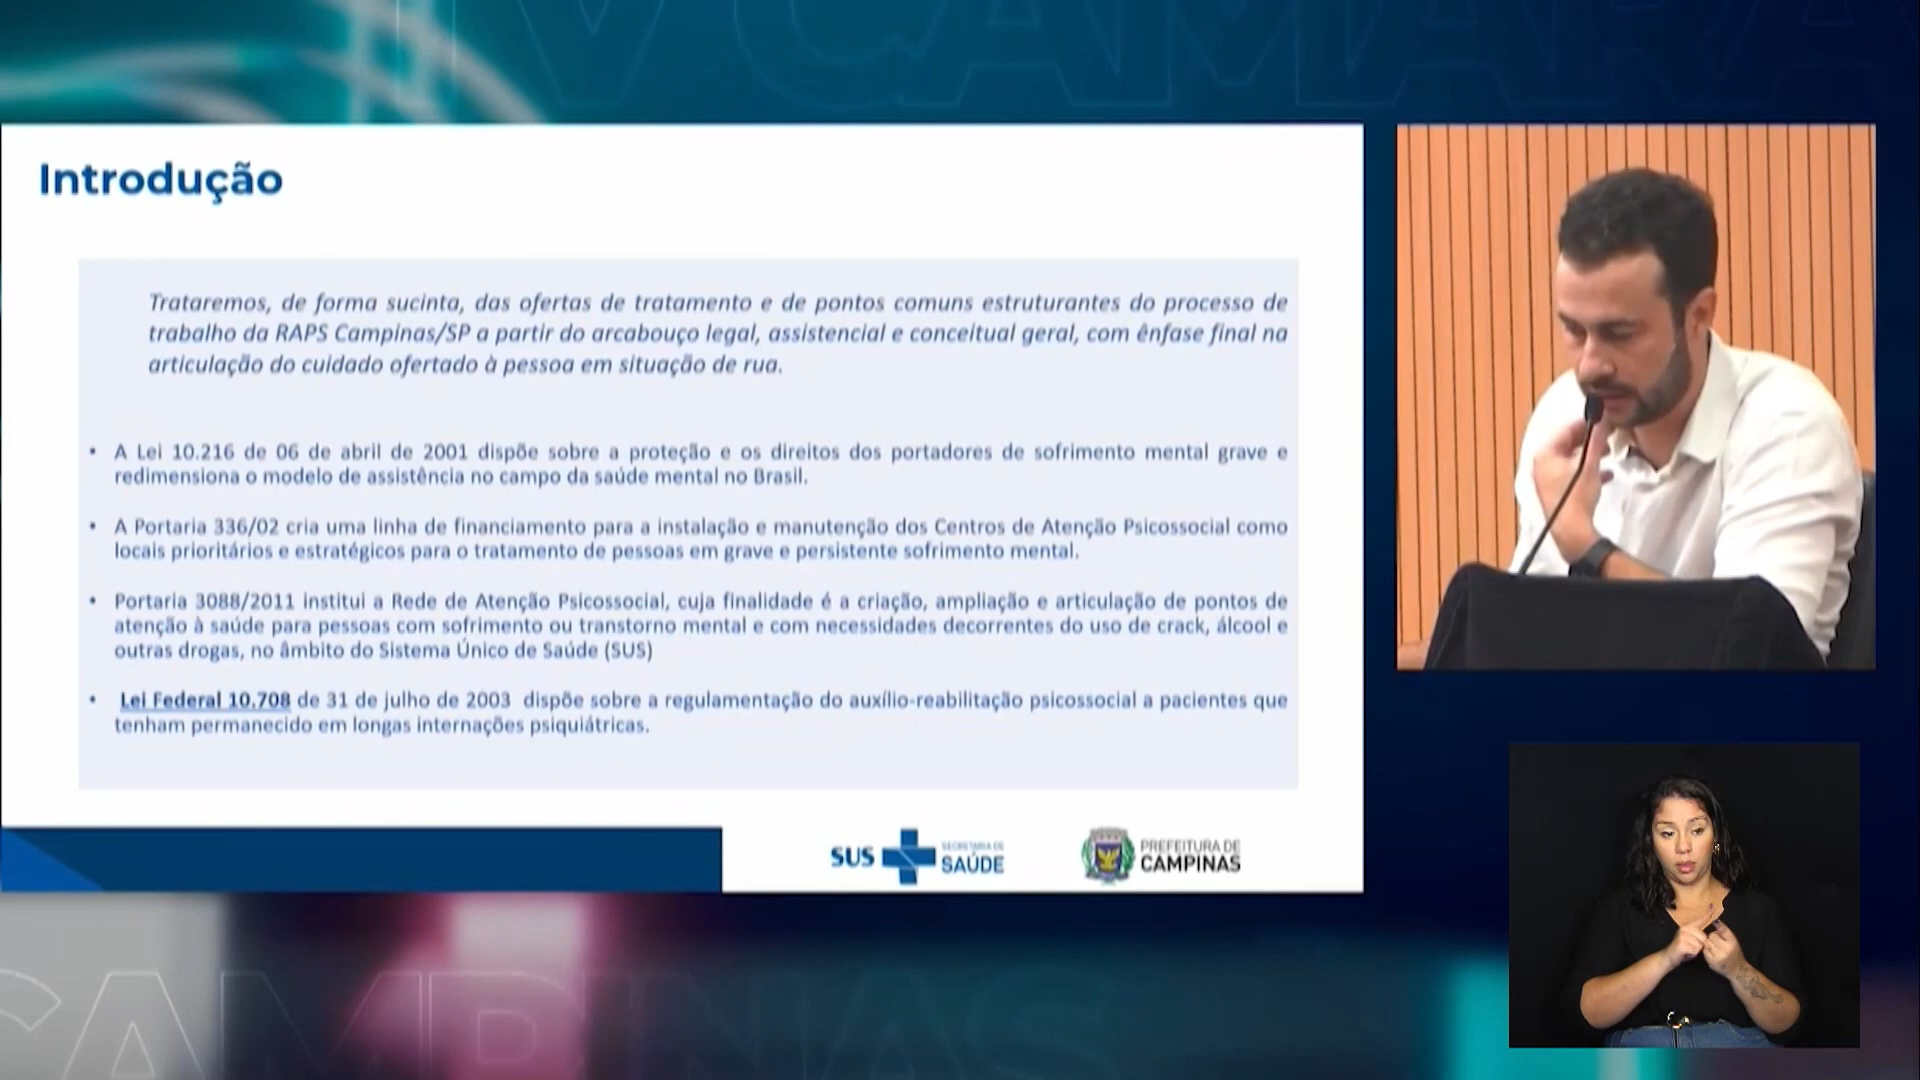 TV CAMARA
Introdução
Trataremos, de forma sucinta, das ofertas de tratamento e de pontos comuns estruturantes do processo de
trabalho da RAPS Campinas/SP a partir do arcabouço legal, assistencial e conceitual geral, com ênfase final na
articulação do cuidado ofertado à pessoa em situação de rua.
• A Lei 10.216 de 06 de abril de 2001 dispõe sobre a proteção e os direitos dos portadores de sofrimento mental grave e
redimensiona o modelo de assistência no campo da saúde mental no Brasil.
• A Portaria 336/02 cria uma linha de financiamento para a instalação e manutenção dos Centros de Atenção Psicossocial como
locais prioritários e estratégicos para o tratamento de pessoas em grave e persistente sofrimento mental.
• Portaria 3088/2011 institui a Rede de Atenção Psicossocial, cuja finalidade é a criação, ampliação e articulação de pontos de
atenção à saúde para pessoas com sofrimento ou transtorno mental e com necessidades decorrentes do uso de crack, álcool e
outras drogas, no âmbito do Sistema Único de Saúde (SUS)
• Lei Federal 10.708 de 31 de julho de 2003 dispõe sobre a regulamentação do auxílio-reabilitação psicossocial a pacientes que
tenham permanecido em longas internações psiquiátricas.
SUS
SECRETARIA DE
SAÚDE
PREFEITURA DE
CAMPINAS
CAMPINAS